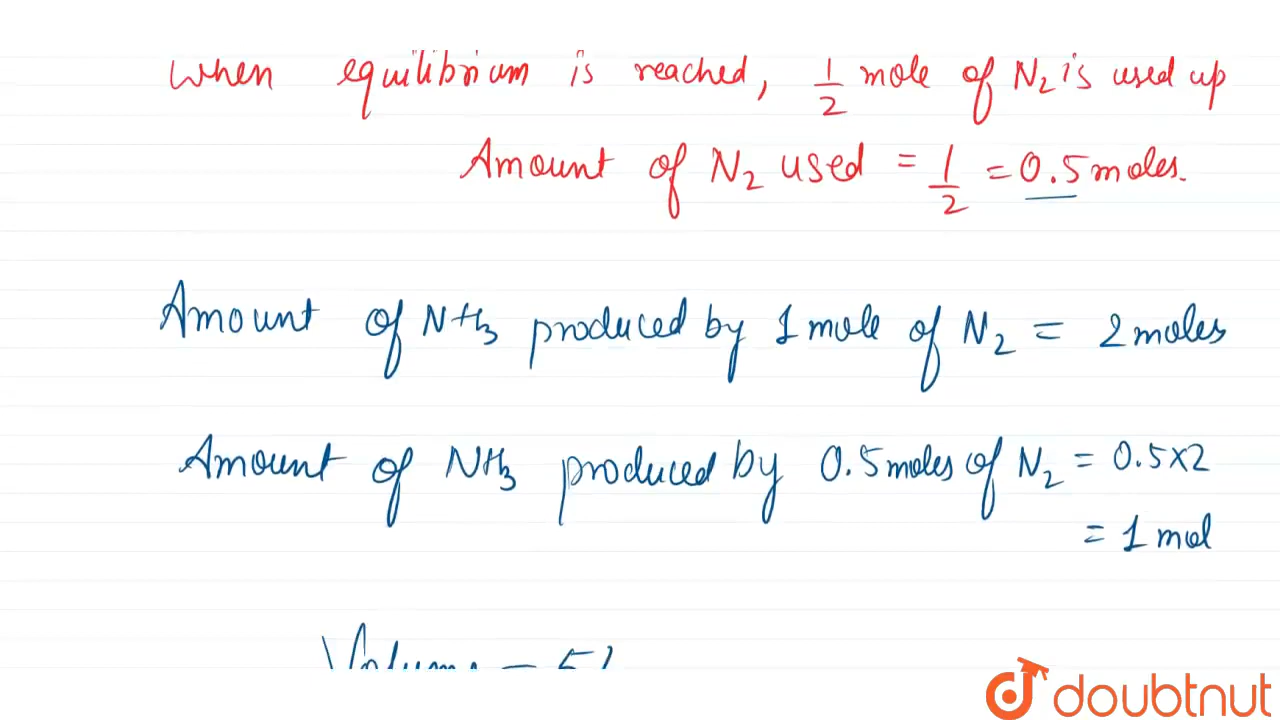 When equilibrium is reached, 1/2 mole of N₂ is used up
Amount of N₂ used = 1/2 = 0.5 moles.
Amount of NH₃ produced by 1 mole of N₂ = 2 moles
Amount of NH₃ produced by 0.5 moles of N₂ = 0.5 × 2
= 1 mol
doubtnut